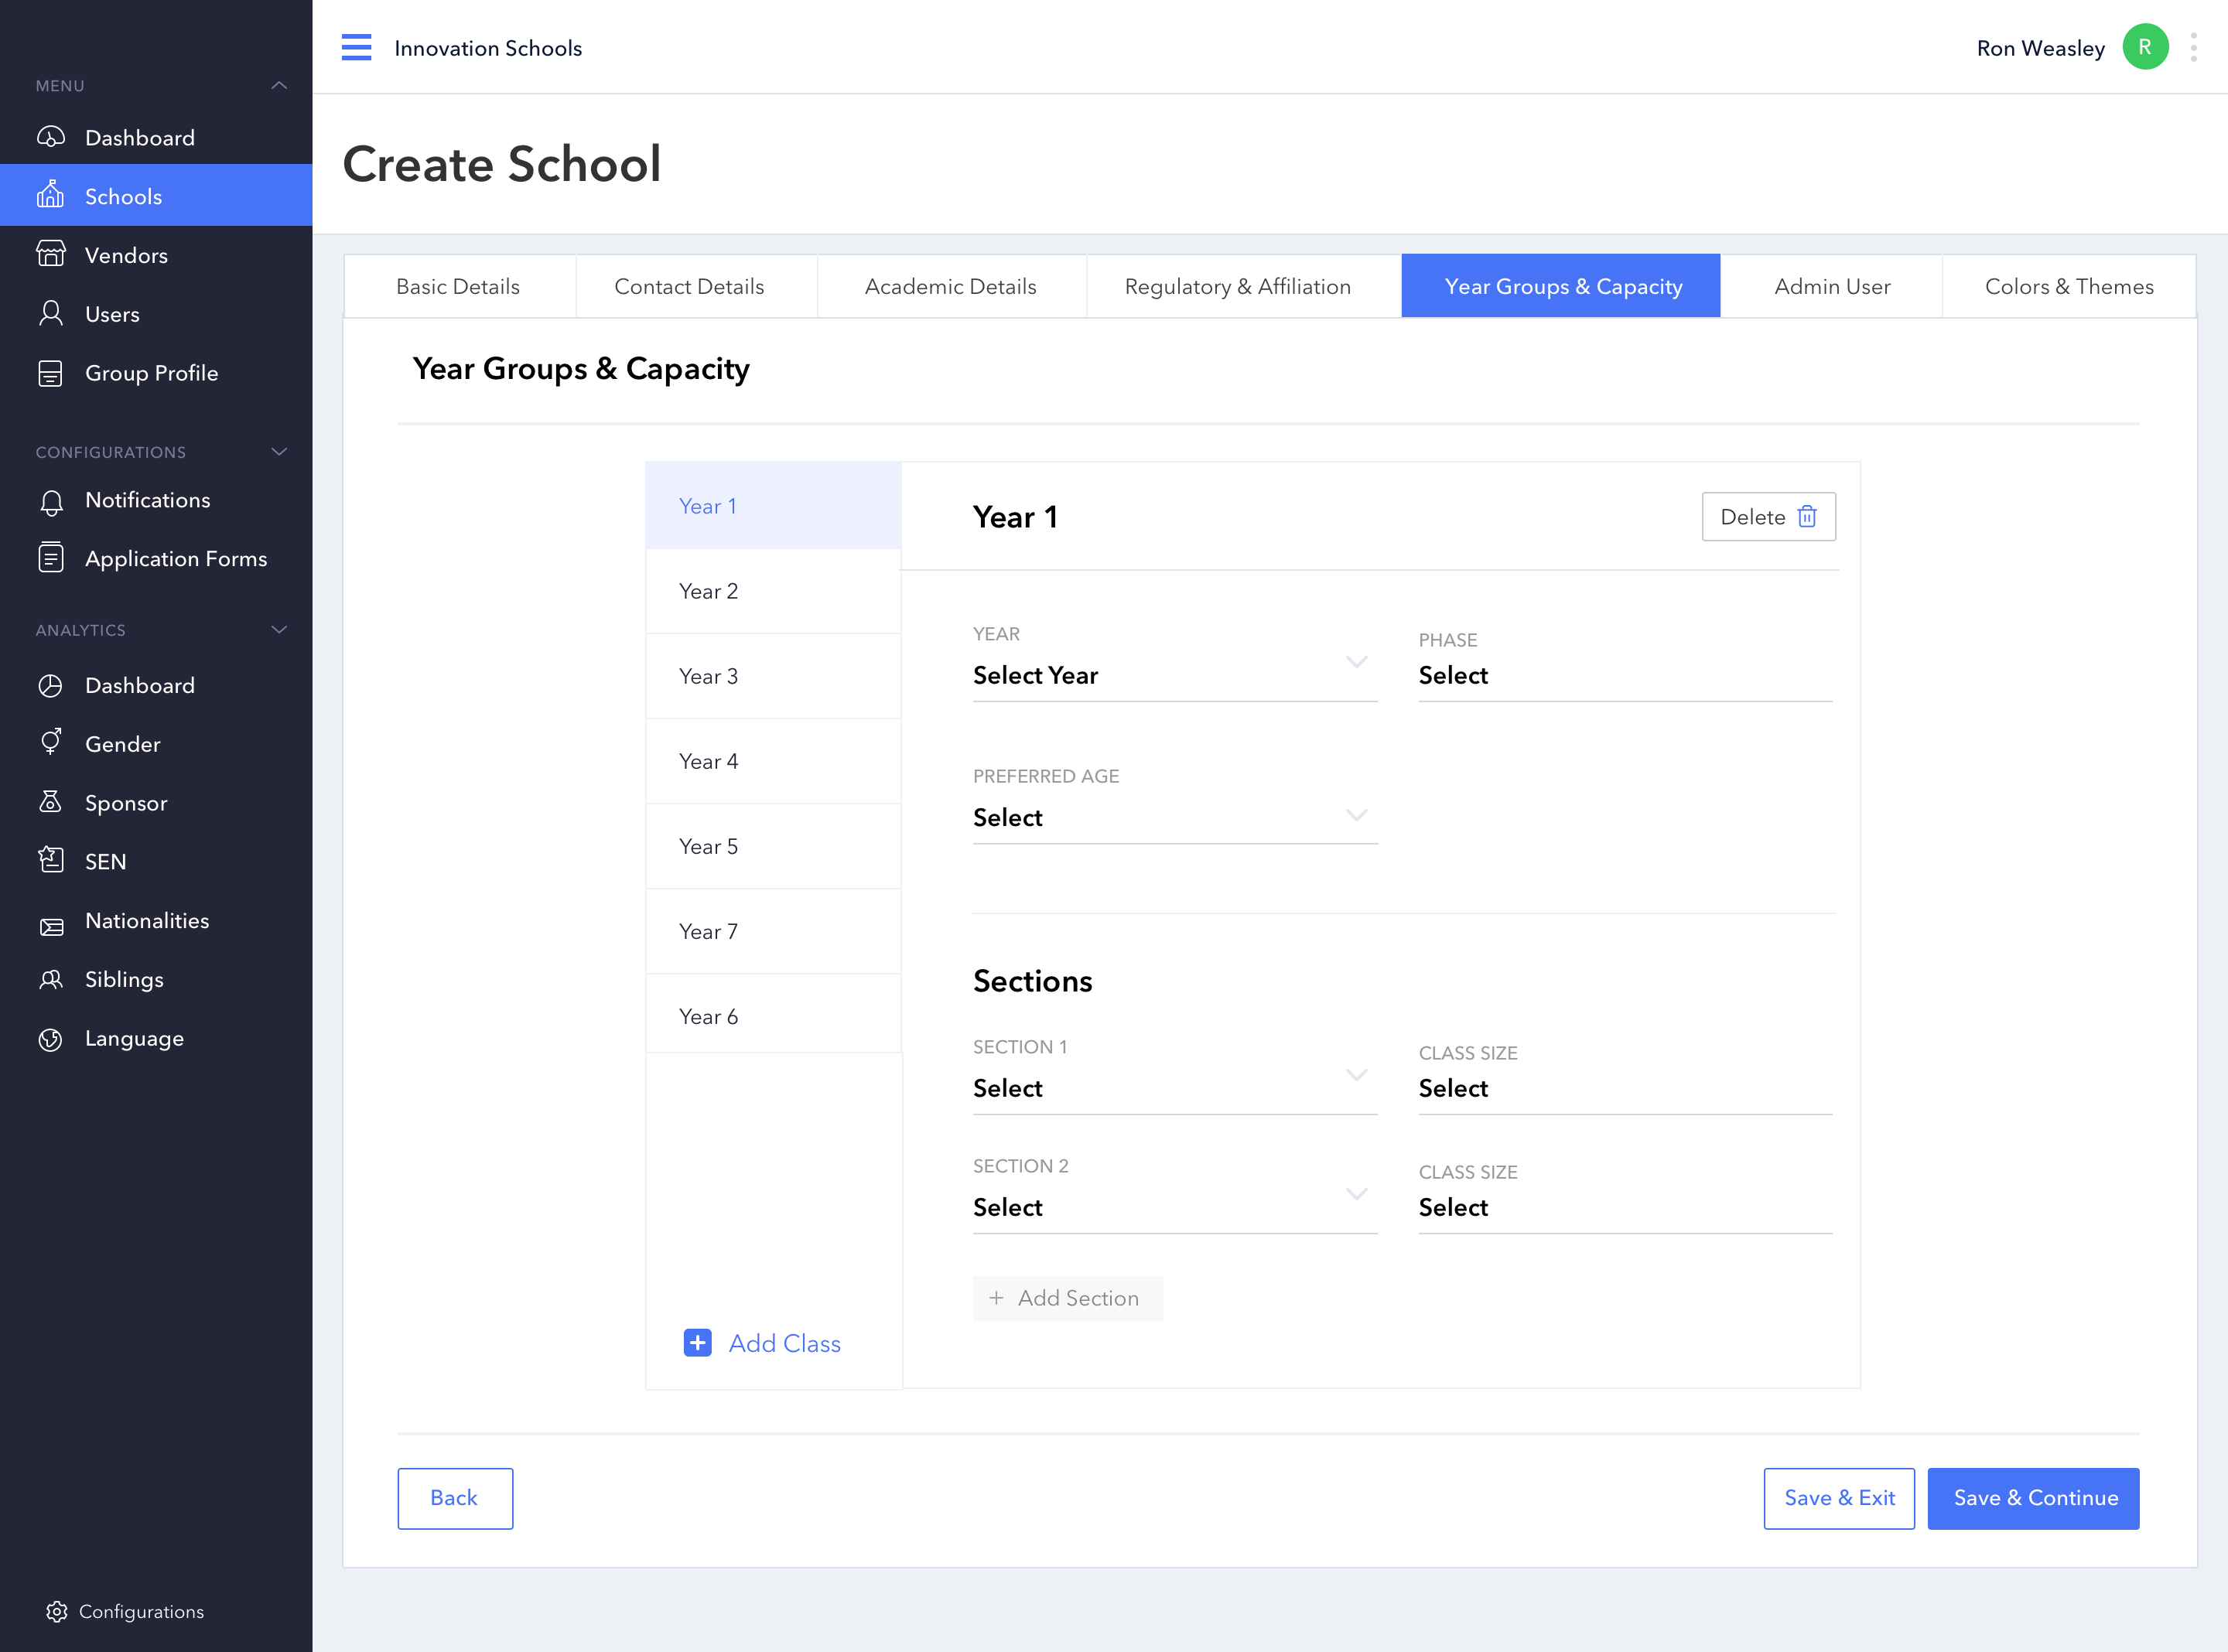 MENU
Dashboard
Schools
Vendors
Users
Group Profile
CONFIGURATIONS
Notifications
Application Forms
ANALYTICS
Dashboard
Gender
Sponsor
SEN
Nationalities
Siblings
Language
Configurations
Innovation Schools
Ron Weasley
R
Create School
Basic Details
Contact Details
Academic Details
Regulatory & Affiliation
Year Groups & Capacity
Admin User
Colors & Themes
Year Groups & Capacity
Year 1
Year 2
Year 3
Year 4
Year 5
Year 7
Year 6
Add Class
Year 1
Delete
YEAR
Select Year
PHASE
Select
PREFERRED AGE
Select
Sections
SECTION 1
Select
CLASS SIZE
Select
SECTION 2
Select
CLASS SIZE
Select
+ Add Section
Back
Save & Exit
Save & Continue